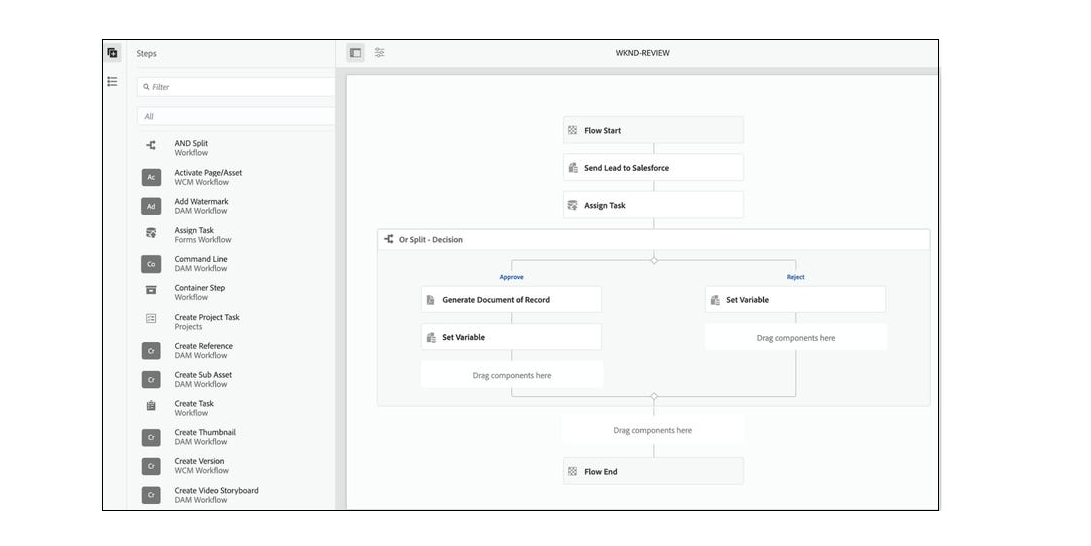 Steps
WKND-REVIEW
Filter
All
AND Split
Workflow
Ac
Activate Page/Asset
WCM Workflow
Ad
Add Watermark
DAM Workflow
Assign Task
Forms Workflow
Co
Command Line
DAM Workflow
Container Step
Workflow
Create Project Task
Projects
Cr
Create Reference
DAM Workflow
Cr
Create Sub Asset
DAM Workflow
Create Task
Workflow
Cr
Create Thumbnail
DAM Workflow
Cr
Create Version
WCM Workflow
Cr
Create Video Storyboard
DAM Workflow
Flow Start
Send Lead to Salesforce
Assign Task
Or Split - Decision
Approve
Reject
Generate Document of Record
Set Variable
Set Variable
Drag components here
Drag components here
Drag components here
Flow End